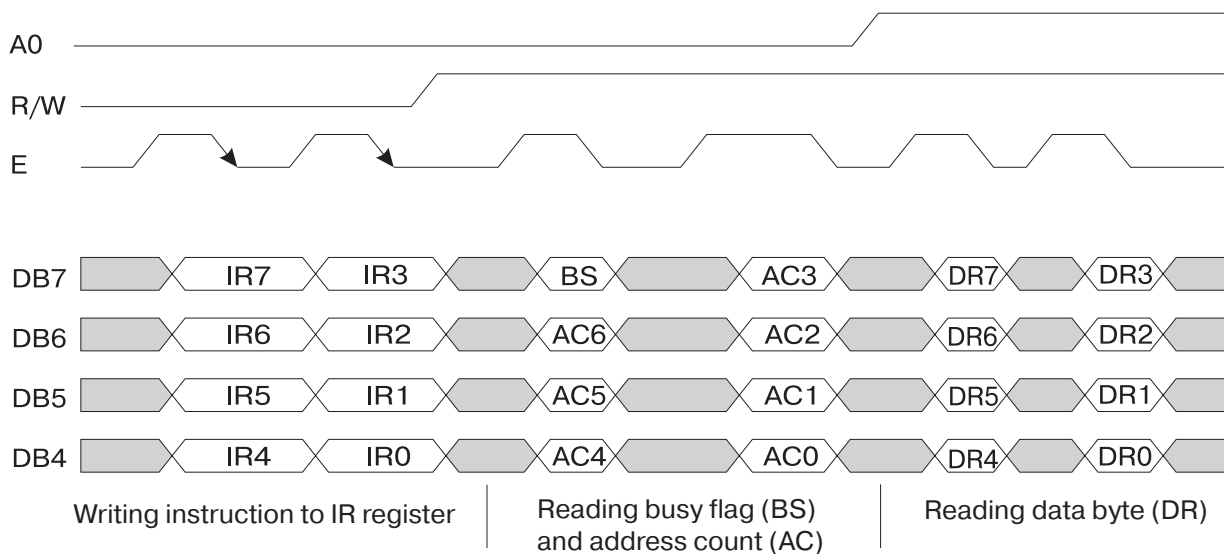 A0
R/W
E
DB7 IR7 IR3 BS AC3 DR7 DR3
DB6 IR6 IR2 AC6 AC2 DR6 DR2
DB5 IR5 IR1 AC5 AC1 DR5 DR1
DB4 IR4 IR0 AC4 AC0 DR4 DR0
Writing instruction to IR register
Reading busy flag (BS)
and address count (AC)
Reading data byte (DR)